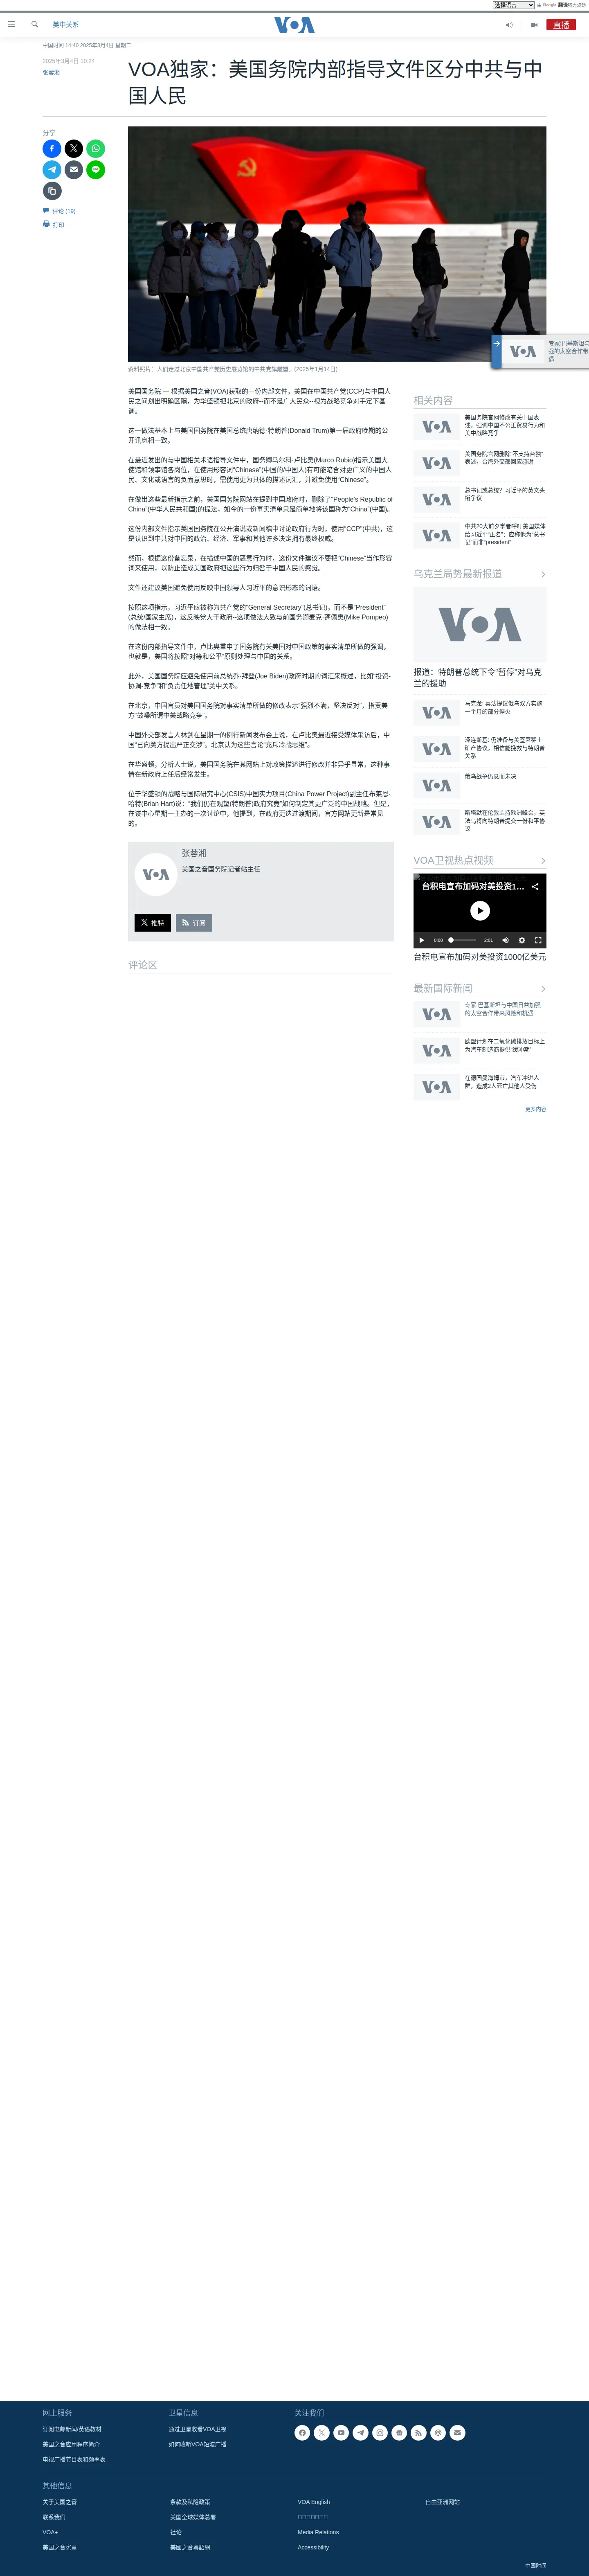 选择语言 由 Google 翻译强力驱动
美中关系
VOA
直播
中国时间 14:40 2025年3月4日 星期二
2025年3月4日 10:24
张蓉湘
VOA独家：美国务院内部指导文件区分中共与中国人民
分享
评论 (19)
打印
资料照片：人们走过北京中国共产党历史展览馆的中共党旗雕塑。(2025年1月14日)
美国国务院 — 根据美国之音(VOA)获取的一份内部文件，美国在中国共产党(CCP)与中国人
民之间划出明确区隔，为华盛顿把北京的政府--而不是广大民众--视为战略竞争对手定下基
调。
这一做法基本上与美国国务院在美国总统唐纳德·特朗普(Donald Trum)第一届政府晚期的公
开讯息相一致。
在最近发出的与中国相关术语指导文件中，国务卿马尔科·卢比奥(Marco Rubio)指示美国大
使馆和领事馆各岗位，在使用形容词“Chinese”(中国的/中国人)有可能暗含对更广义的中国人
民、文化或语言的负面意思时，需使用更为具体的描述词汇，并避免使用“Chinese”。
在做出这些最新指示之前，美国国务院网站在提到中国政府时，删除了“People's Republic of
China”(中华人民共和国)的提法，如今的一份事实清单只是简单地将该国称为“China”(中国)。
这份内部文件指示美国国务院在公开演说或新闻稿中讨论政府行为时，使用“CCP”(中共)，这
是认识到中共对中国的政治、经济、军事和其他许多决定拥有最终权威。
然而，根据这份备忘录，在描述中国的恶意行为时，这份文件建议不要把“Chinese”当作形容
词来使用，以防止造成美国政府把这些行为归咎于中国人民的感觉。
文件还建议美国避免使用反映中国领导人习近平的意识形态的词语。
按照这项指示，习近平应被称为共产党的“General Secretary”(总书记)，而不是“President”
(总统/国家主席)，这反映党大于政府--这项做法大致与前国务卿麦克·蓬佩奥(Mike Pompeo)
的做法相一致。
在这份内部指导文件中，卢比奥重申了国务院有关美国对中国政策的事实清单所做的强调，
也就是，美国将按照“对等和公平”原则处理与中国的关系。
此外，美国国务院应避免使用前总统乔·拜登(Joe Biden)政府时期的词汇来概述，比如“投资-
协调-竞争”和“负责任地管理”美中关系。
在北京，中国官员对美国国务院对事实清单所做的修改表示“强烈不满，坚决反对”，指责美
方“鼓噪所谓中美战略竞争”。
中国外交部发言人林剑在星期一的例行新闻发布会上说，在卢比奥最近接受媒体采访后，中
国“已向美方提出严正交涉”。北京认为这些言论“充斥冷战思维”。
在华盛顿，分析人士说，美国国务院在其网站上对政策描述进行修改并非异乎寻常，这种事
情在新政府上任后经常发生。
位于华盛顿的战略与国际研究中心(CSIS)中国实力项目(China Power Project)副主任布莱恩·
哈特(Brian Hart)说：“我们仍在观望(特朗普)政府究竟”如何制定其更广泛的中国战略。但是，
在该中心星期一主办的一次讨论中，他提到，在政府更迭过渡期间，官方网站更新是常见
的。
VOA
张蓉湘
美国之音国务院记者站主任
推特
订阅
评论区
VOA
专家:巴基斯坦与
强的太空合作带
遇
相关内容
VOA
美国务院官网修改有关中国表
述，强调中国不公正贸易行为和
美中战略竞争
VOA
美国务院官网删除“不支持台独”
表述，台湾外交部回应感谢
VOA
总书记或总统？习近平的英文头
衔争议
VOA
中共20大前夕学者呼吁美国媒体
给习近平“正名”：应称他为“总书
记”而非“president”
乌克兰局势最新报道
VOA
报道：特朗普总统下令“暂停”对乌克
兰的援助
VOA
马克龙: 英法提议俄乌双方实施
一个月的部分停火
VOA
泽连斯基: 仍准备与美签署稀土
矿产协议，相信能挽救与特朗普
关系
VOA
俄乌战争仍悬而未决
VOA
斯塔默在伦敦主持欧洲峰会，英
法乌将向特朗普提交一份和平协
议
VOA卫视热点视频
台积电宣布加码对美投资1...
0:00
2:01
台积电宣布加码对美投资1000亿美元
最新国际新闻
VOA
专家:巴基斯坦与中国日益加强
的太空合作带来风险和机遇
VOA
欧盟计划在二氧化碳排放目标上
为汽车制造商提供“缓冲期”
VOA
在德国曼海姆市，汽车冲进人
群，造成2人死亡其他人受伤
更多内容
网上服务
订阅电邮新闻/英语教材
美国之音应用程序简介
电视广播节目表和频率表
卫星信息
通过卫星收看VOA卫视
如何收听VOA短波广播
关注我们
其他信息
关于美国之音
联系我们
VOA+
美国之音宪章
条款及私隐政策
美国全球媒体总署
社论
美國之音粵語網
VOA English
Media Relations
Accessibility
自由亚洲网站
中国时间